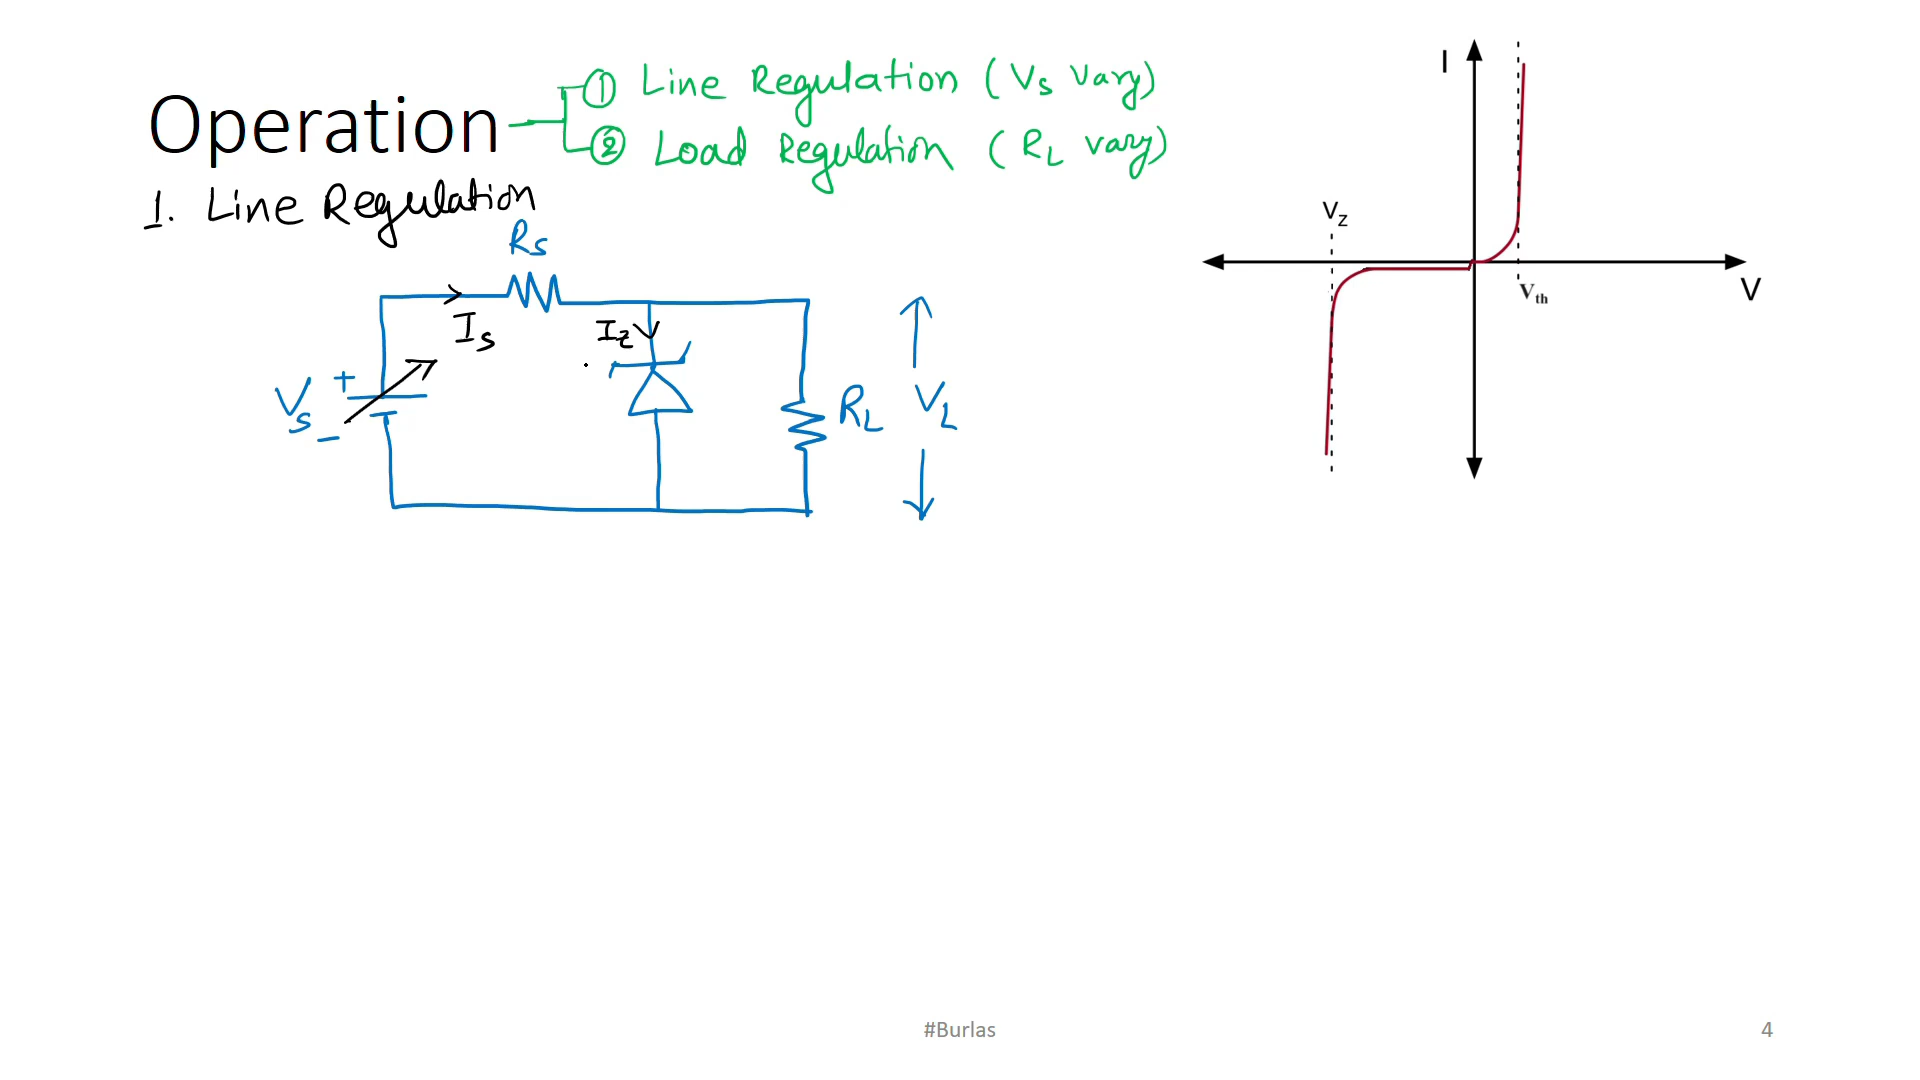 Operation
① Line Regulation (Vs Vary)
② Load Regulation (RL vary)
1. Line Regulation
Rs
Is
Iz
Vs
+
−
RL
VL
I
Vz
Vth
V
#Burlas
4